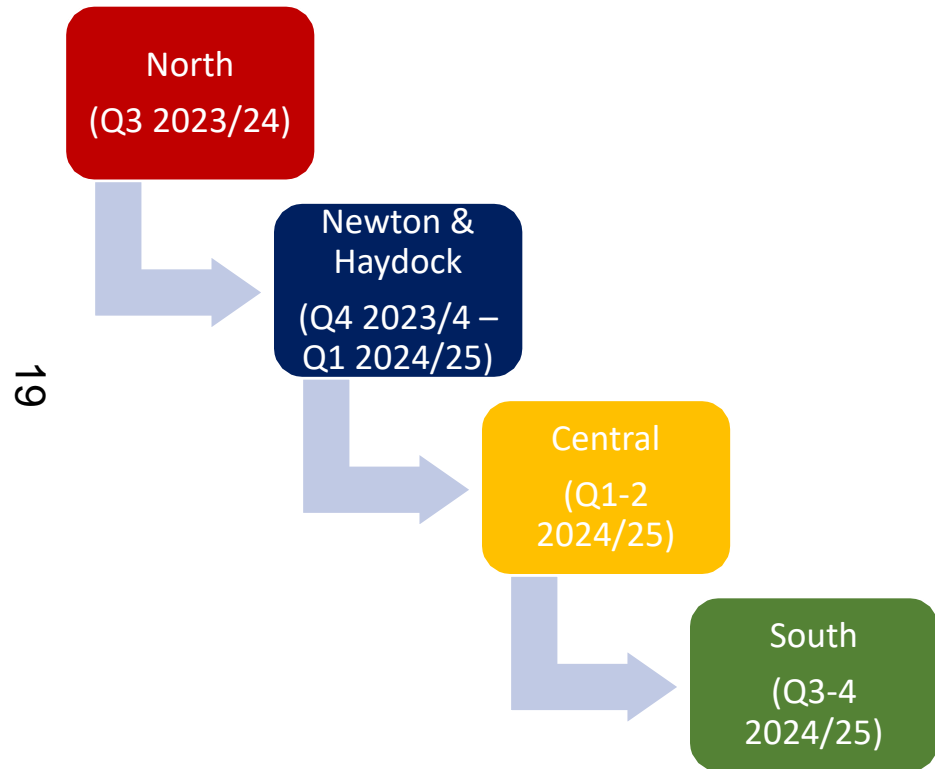 North
(Q3 2023/24)
Newton &
Haydock
(Q4 2023/4 –
Q1 2024/25)
19
Central
(Q1-2
2024/25)
South
(Q3-4
2024/25)